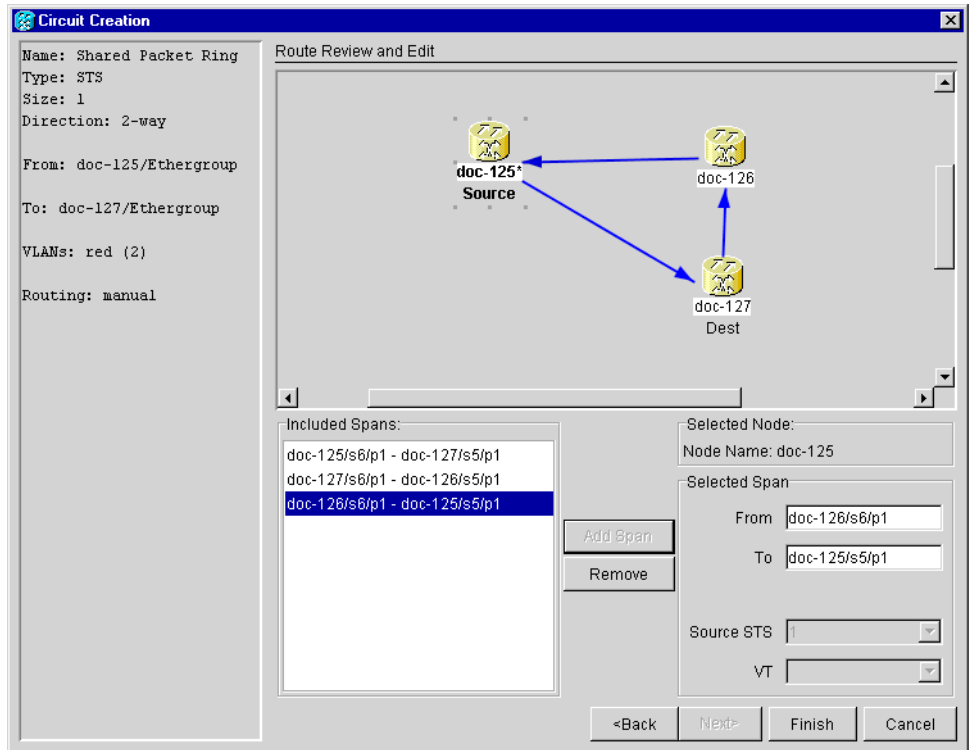 Circuit Creation
Name: Shared Packet Ring
Type: STS
Size: 1
Direction: 2-way
From: doc-125/Ethergroup
To: doc-127/Ethergroup
VLANs: red (2)
Routing: manual
Route Review and Edit
doc-125*
Source
doc-126
doc-127
Dest
Included Spans:
doc-125/s6/p1 - doc-127/s5/p1
doc-127/s6/p1 - doc-126/s5/p1
doc-126/s6/p1 - doc-125/s5/p1
Add Span
Remove
Selected Node:
Node Name: doc-125
Selected Span
From doc-126/s6/p1
To doc-125/s5/p1
Source STS 1
VT
<Back Next> Finish Cancel